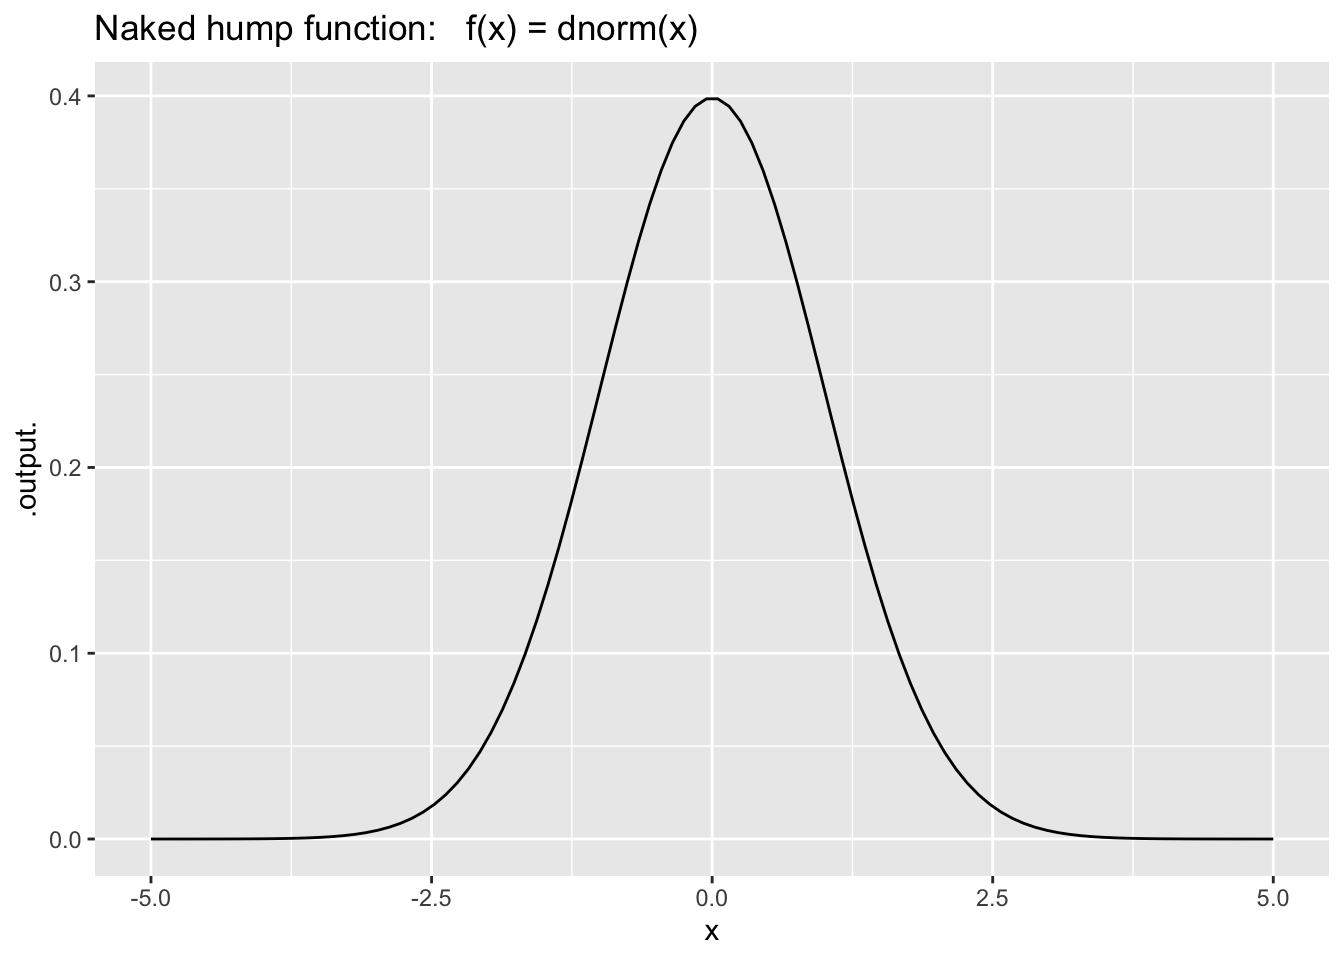 Naked hump function:   f(x) = dnorm(x)
.output.
0.4
0.3
0.2
0.1
0.0
-5.0 -2.5 0.0 2.5 5.0
x